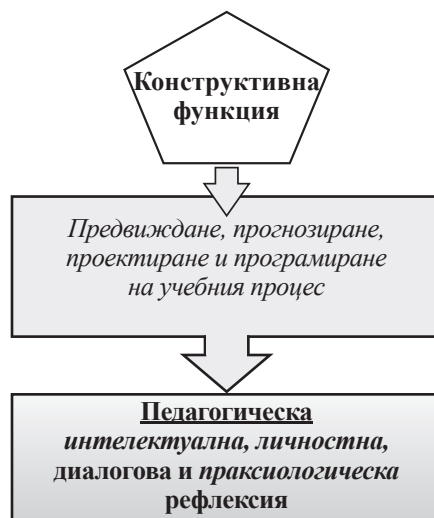 Конструктивна
функция
Предвиждане, прогнозиране,
проектиране и програмиране
на учебния процес
Педагогическа
интелектуална, личностна,
диалогова и праксиологическа
рефлексия